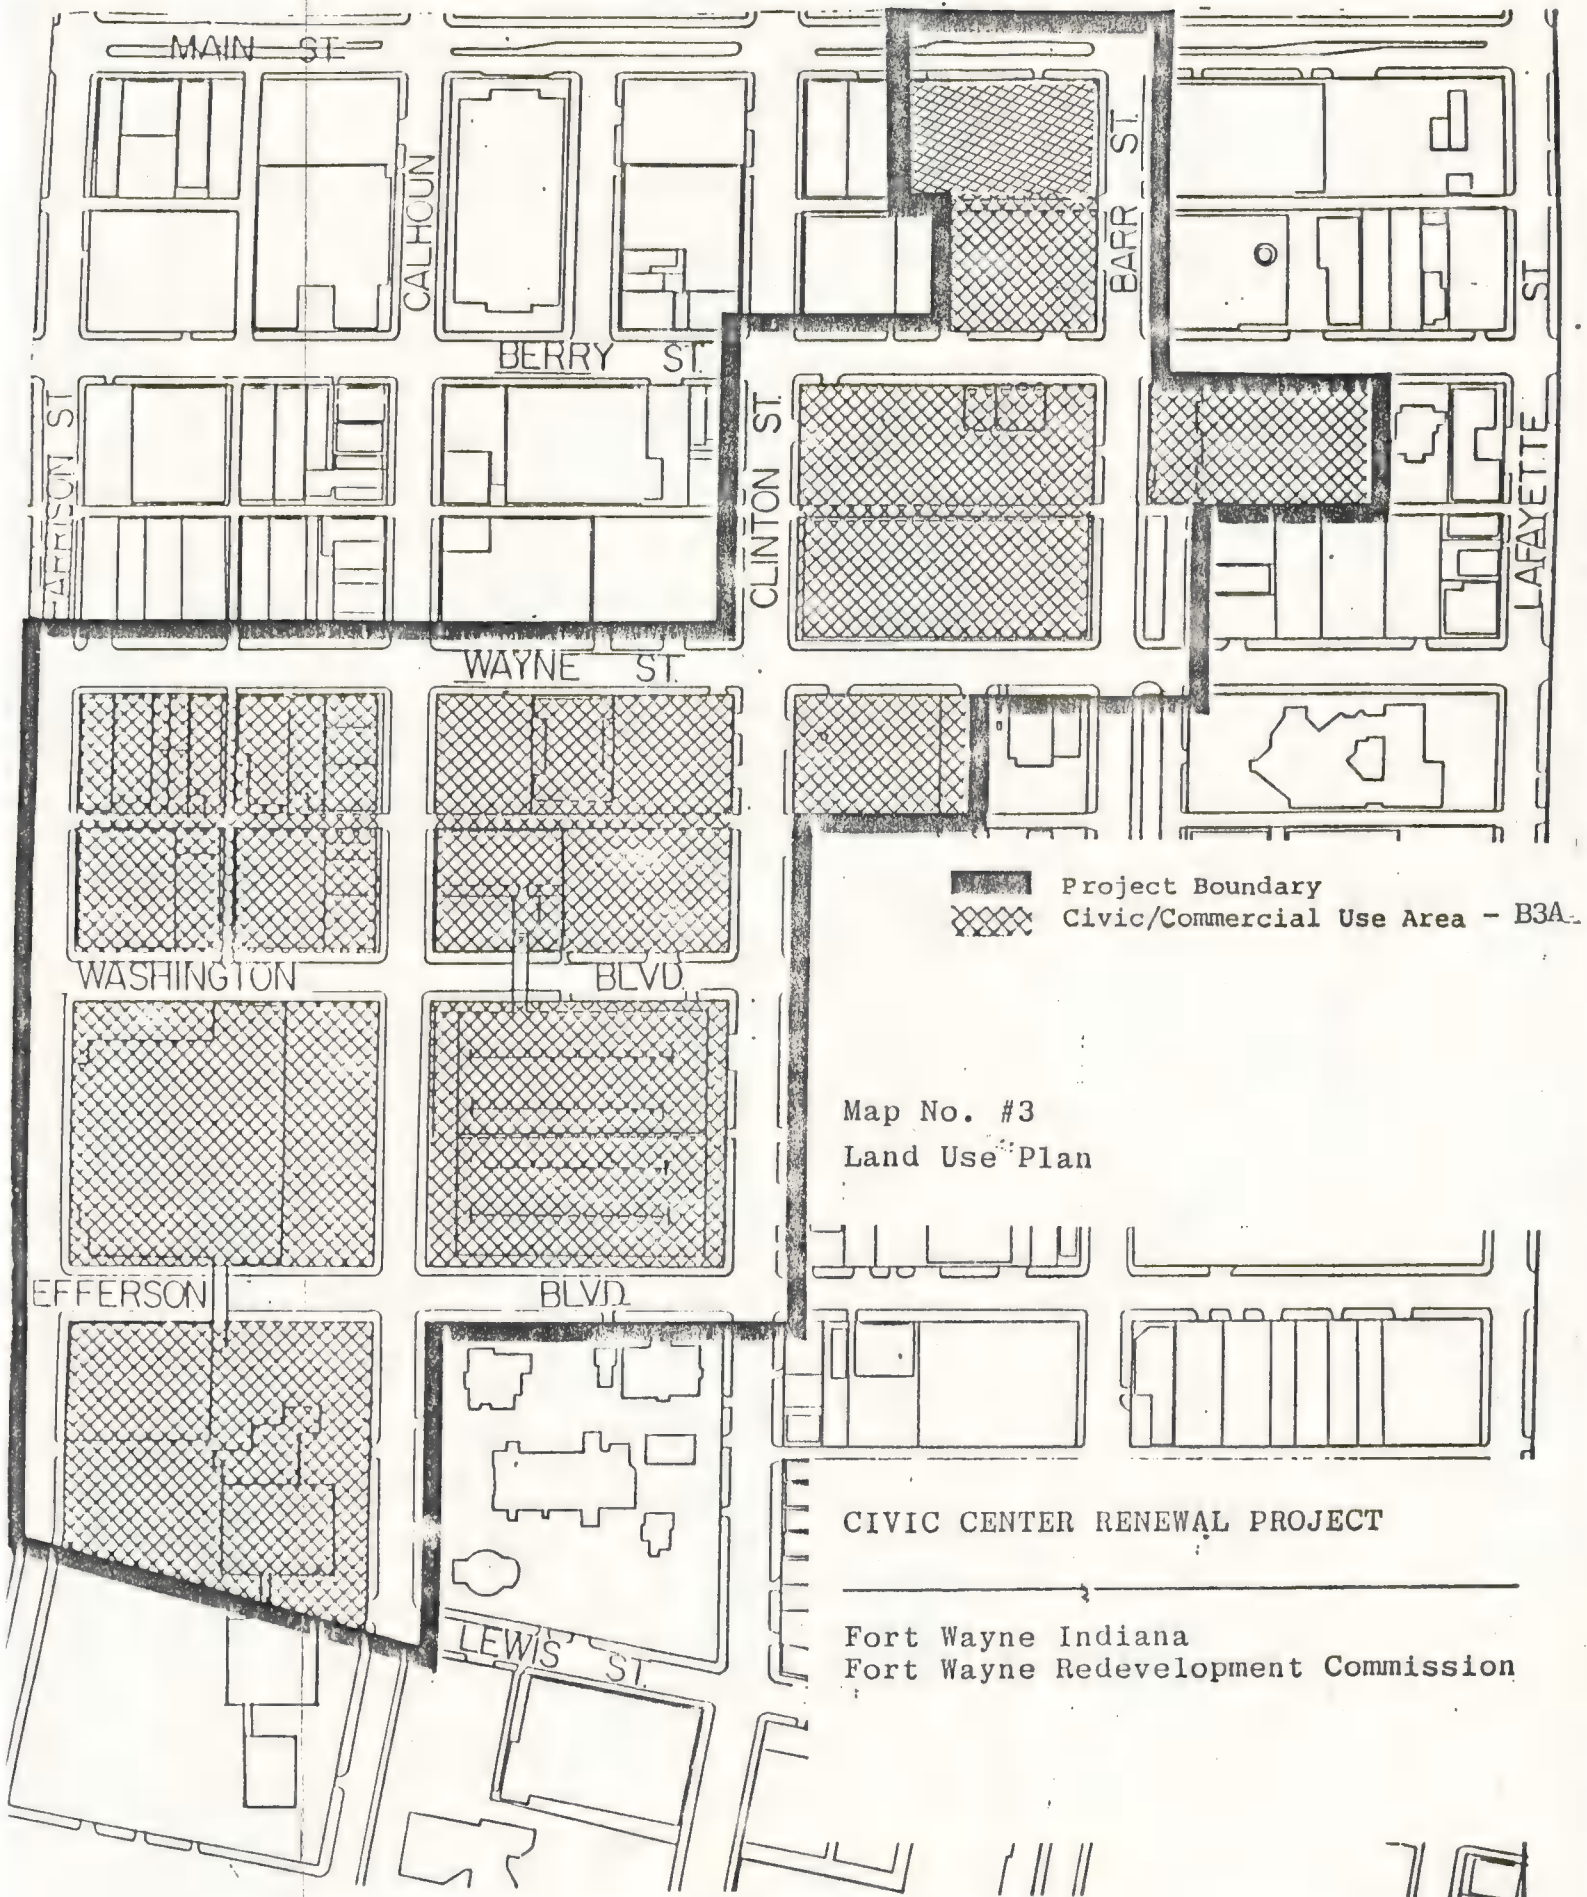 MAIN ST.
CALHOUN
BARR ST.
ST
BERRY ST.
HARRISON ST
CLINTON ST.
LAFAYETTE
WAYNE ST.
Project Boundary
Civic/Commercial Use Area - B3A
WASHINGTON BLVD.
Map No. #3
Land Use Plan
EFFERSON BLVD.
CIVIC CENTER RENEWAL PROJECT
Fort Wayne Indiana
Fort Wayne Redevelopment Commission
LEWIS ST.